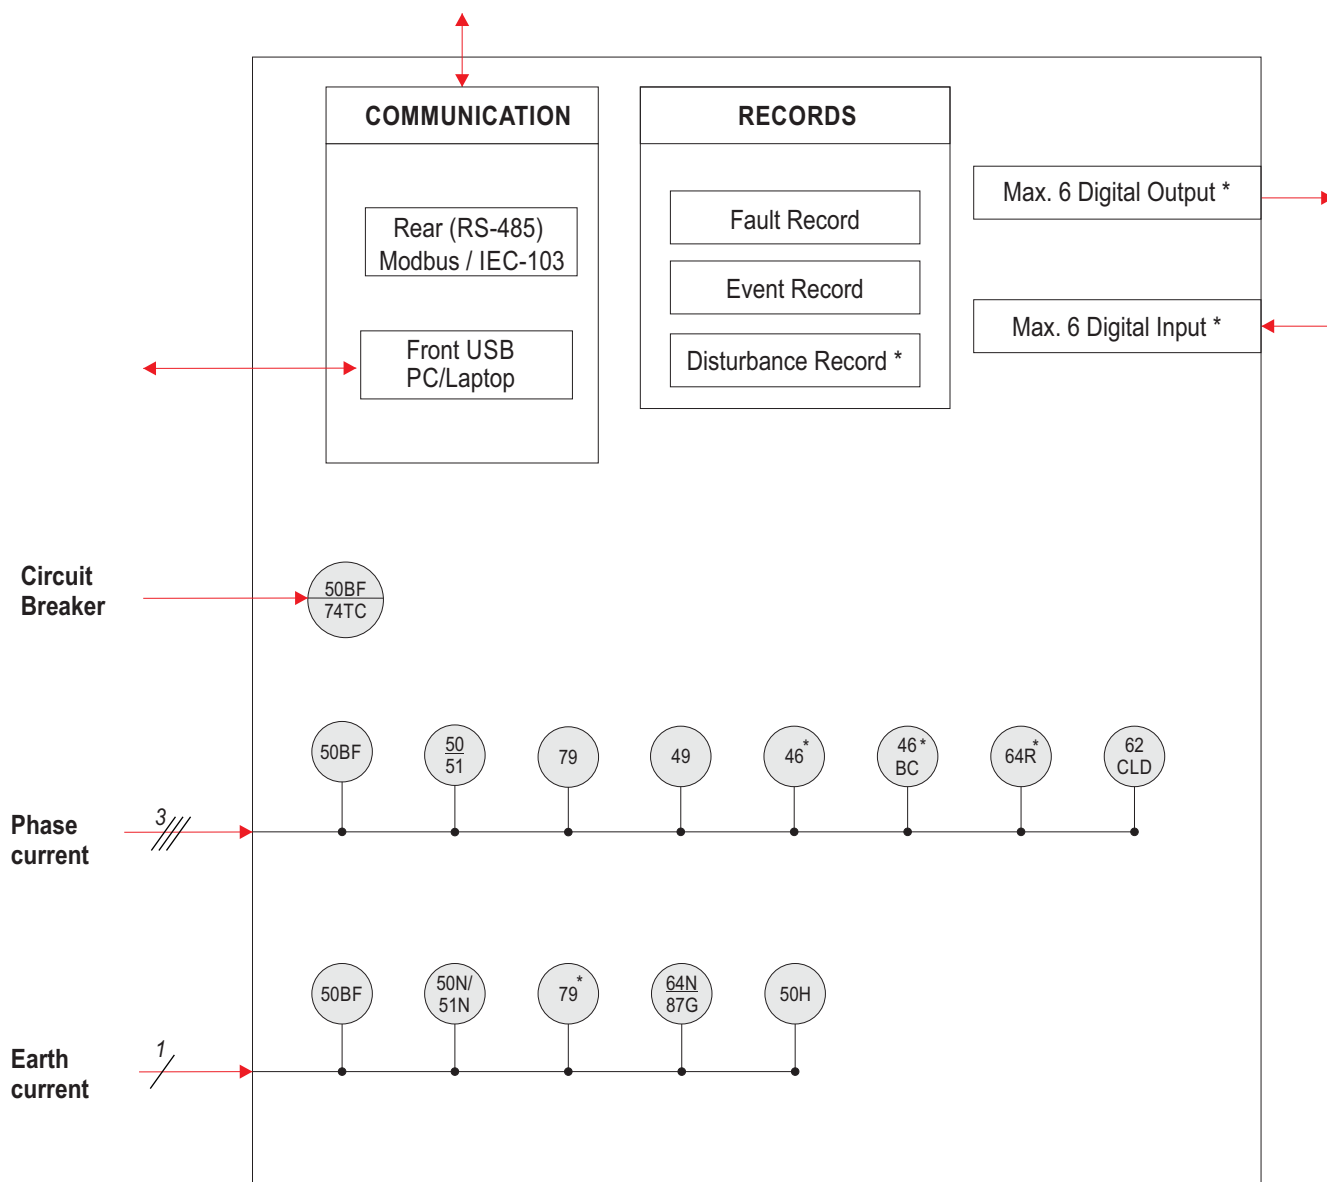 COMMUNICATION
Rear (RS-485)
Modbus / IEC-103
Front USB
PC/Laptop
RECORDS
Fault Record
Event Record
Disturbance Record *
Max. 6 Digital Output *
Max. 6 Digital Input *
Circuit
Breaker
50BF
74TC
Phase
current
3
50BF
50
51
79
49
46*
46*
BC
64R*
62
CLD
Earth
current
1
50BF
50N/
51N
79*
64N
87G
50H